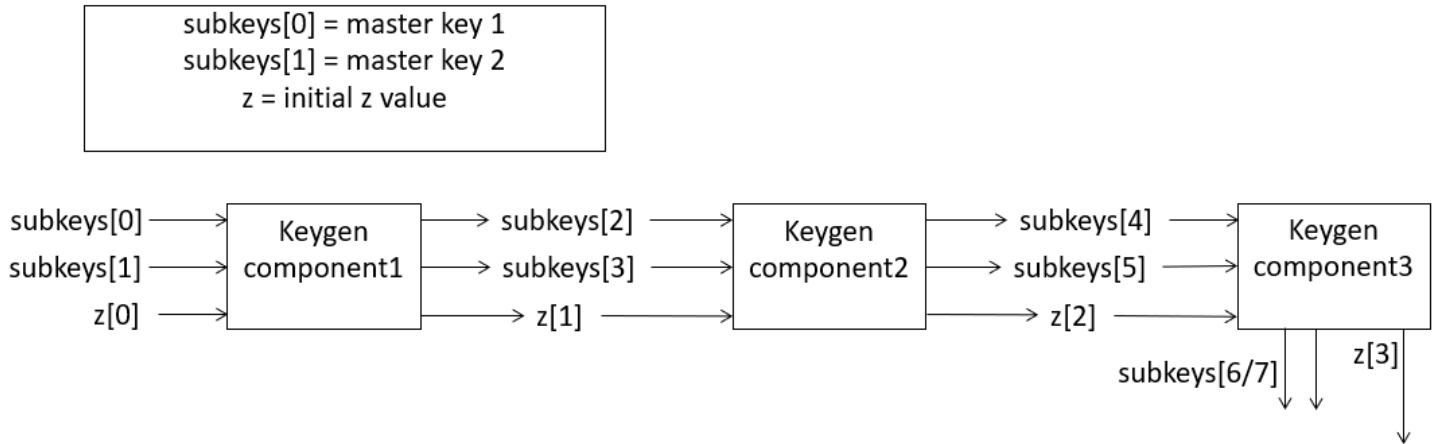 subkeys[0] = master key 1
subkeys[1] = master key 2
z = initial z value
subkeys[0]
subkeys[1]
z[0]
Keygen
component1
subkeys[2]
subkeys[3]
z[1]
Keygen
component2
subkeys[4]
subkeys[5]
z[2]
Keygen
component3
subkeys[6/7]
z[3]